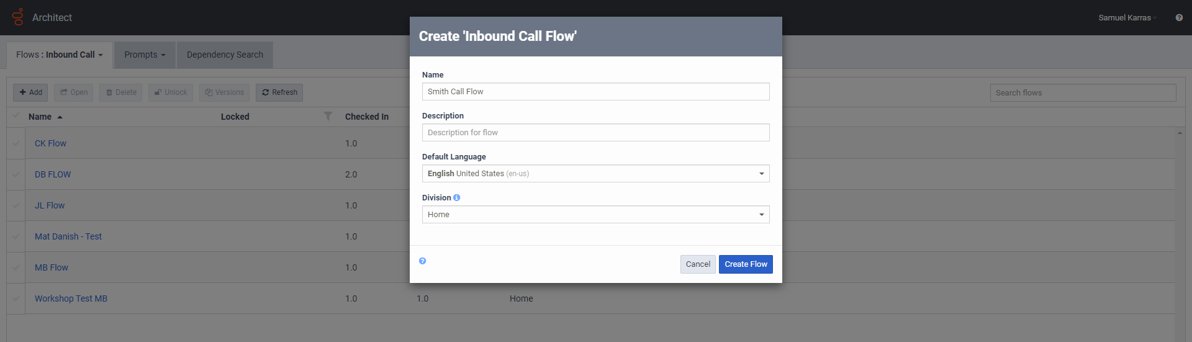 Architect
Samuel Karras
Flows : Inbound Call
Prompts
Dependency Search
Create 'Inbound Call Flow'
Name
Smith Call Flow
Description
Description for flow
Default Language
English United States (en-us)
Division
Home
Cancel
Create Flow
Add
Open
Delete
Unlock
Versions
Refresh
Search flows
Name
Locked
Checked In
CK Flow
1.0
DB FLOW
2.0
JL Flow
1.0
Mat Danish - Test
1.0
MB Flow
1.0
Workshop Test MB
1.0
1.0
Home